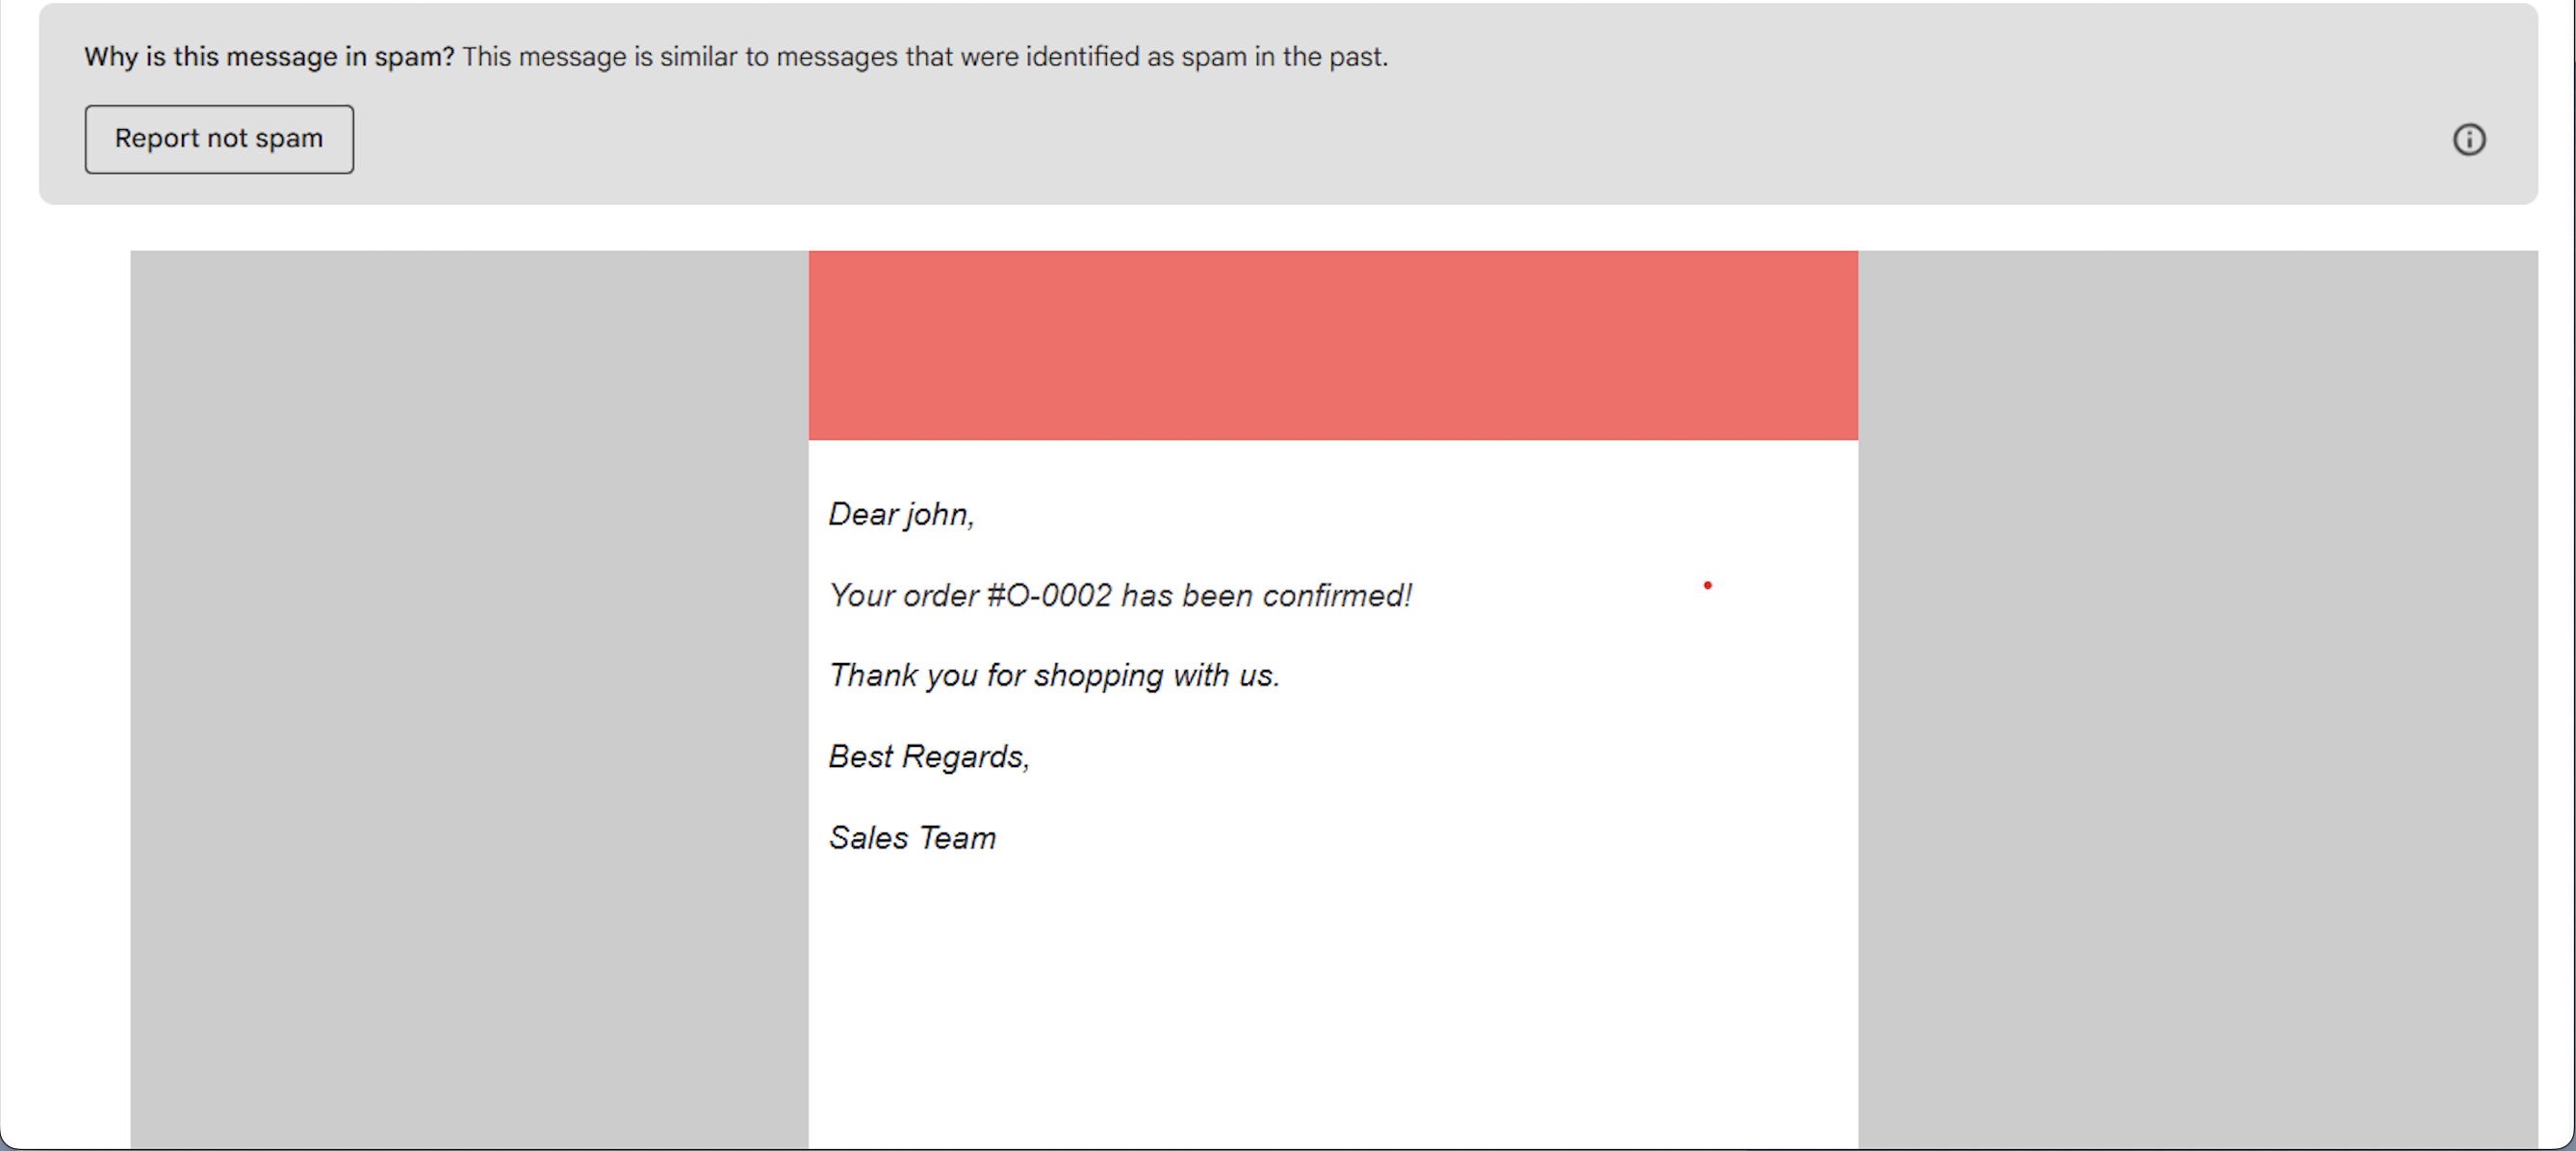 Why is this message in spam? This message is similar to messages that were identified as spam in the past.
Report not spam
Dear john,
Your order #O-0002 has been confirmed!
Thank you for shopping with us.
Best Regards,
Sales Team